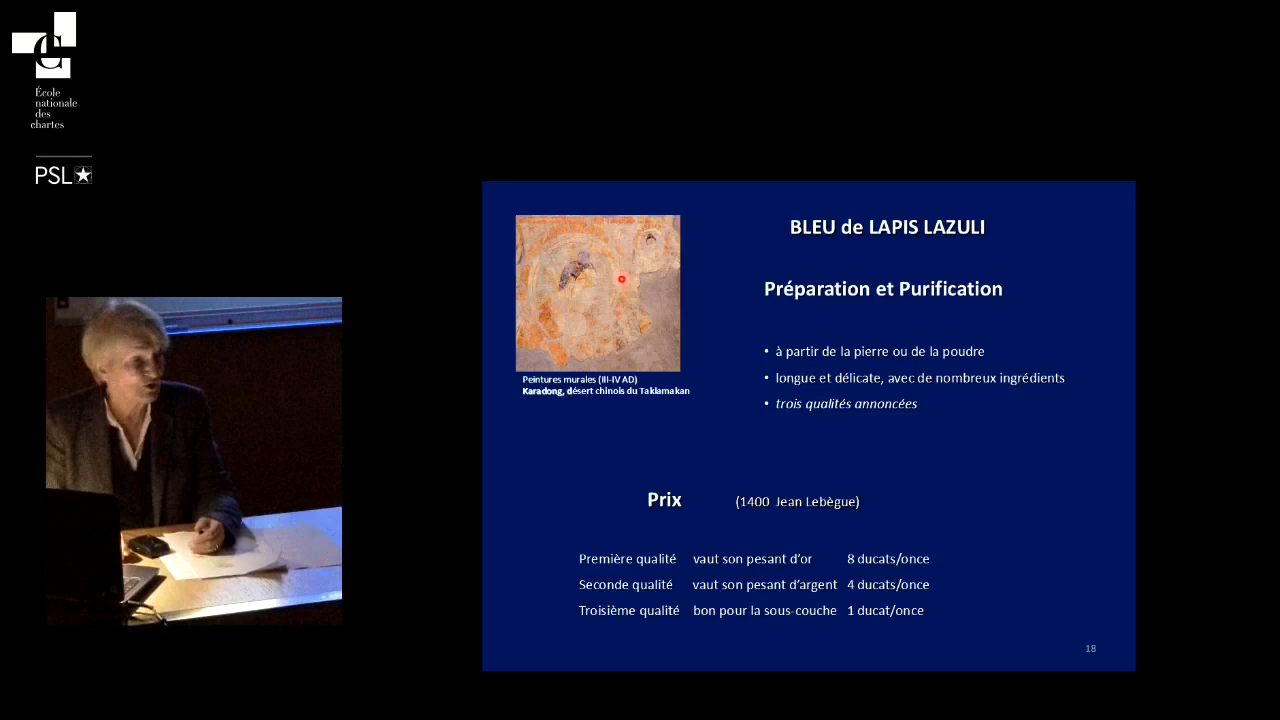 École
nationale
des
chartes
PSL
BLEU de LAPIS LAZULI
Préparation et Purification
• à partir de la pierre ou de la poudre
• longue et délicate, avec de nombreux ingrédients
• trois qualités annoncées
Peintures murales (III-IV AD)
Karadong, désert chinois du Taklamakan
Prix (1400 Jean Lebègue)
Première qualité vaut son pesant d’or 8 ducats/once
Seconde qualité vaut son pesant d’argent 4 ducats/once
Troisième qualité bon pour la sous-couche 1 ducat/once
18